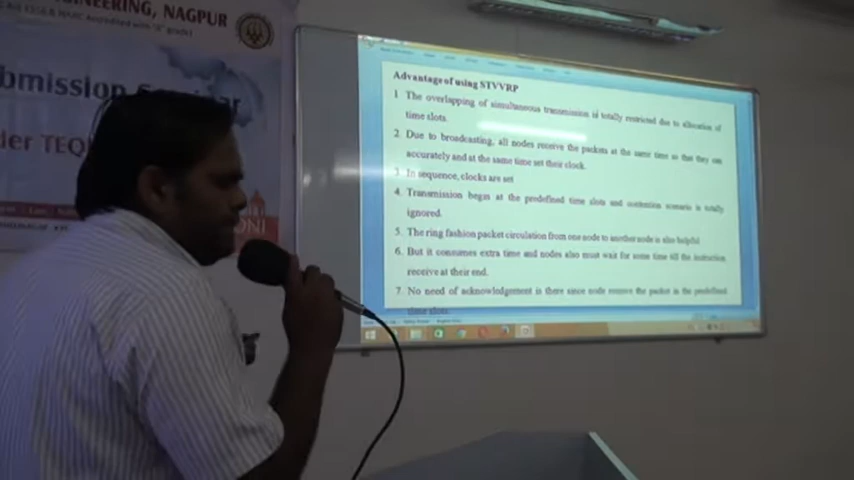 ENGINEERING, NAGPUR
bmission
der TEQ
Advantage of using STVVRP
1 The overlapping of simultaneous transmission is totally restricted due to allocation of
time slots.
2. Due to broadcasting, all nodes receive the packets at the same time so that they can
accurately and at the same time set their clock.
3. In sequence, clocks are set
4. Transmission begin at the predefined time slots and contention scenario is totally
ignored.
5. The ring fashion packet circulation from one node to another node is also helpful
6. But it consumes extra time and nodes also must wait for some time till the instruction
receive at their end.
7. No need of acknowledgement is there since node receive the packet in the predefined
time slots.